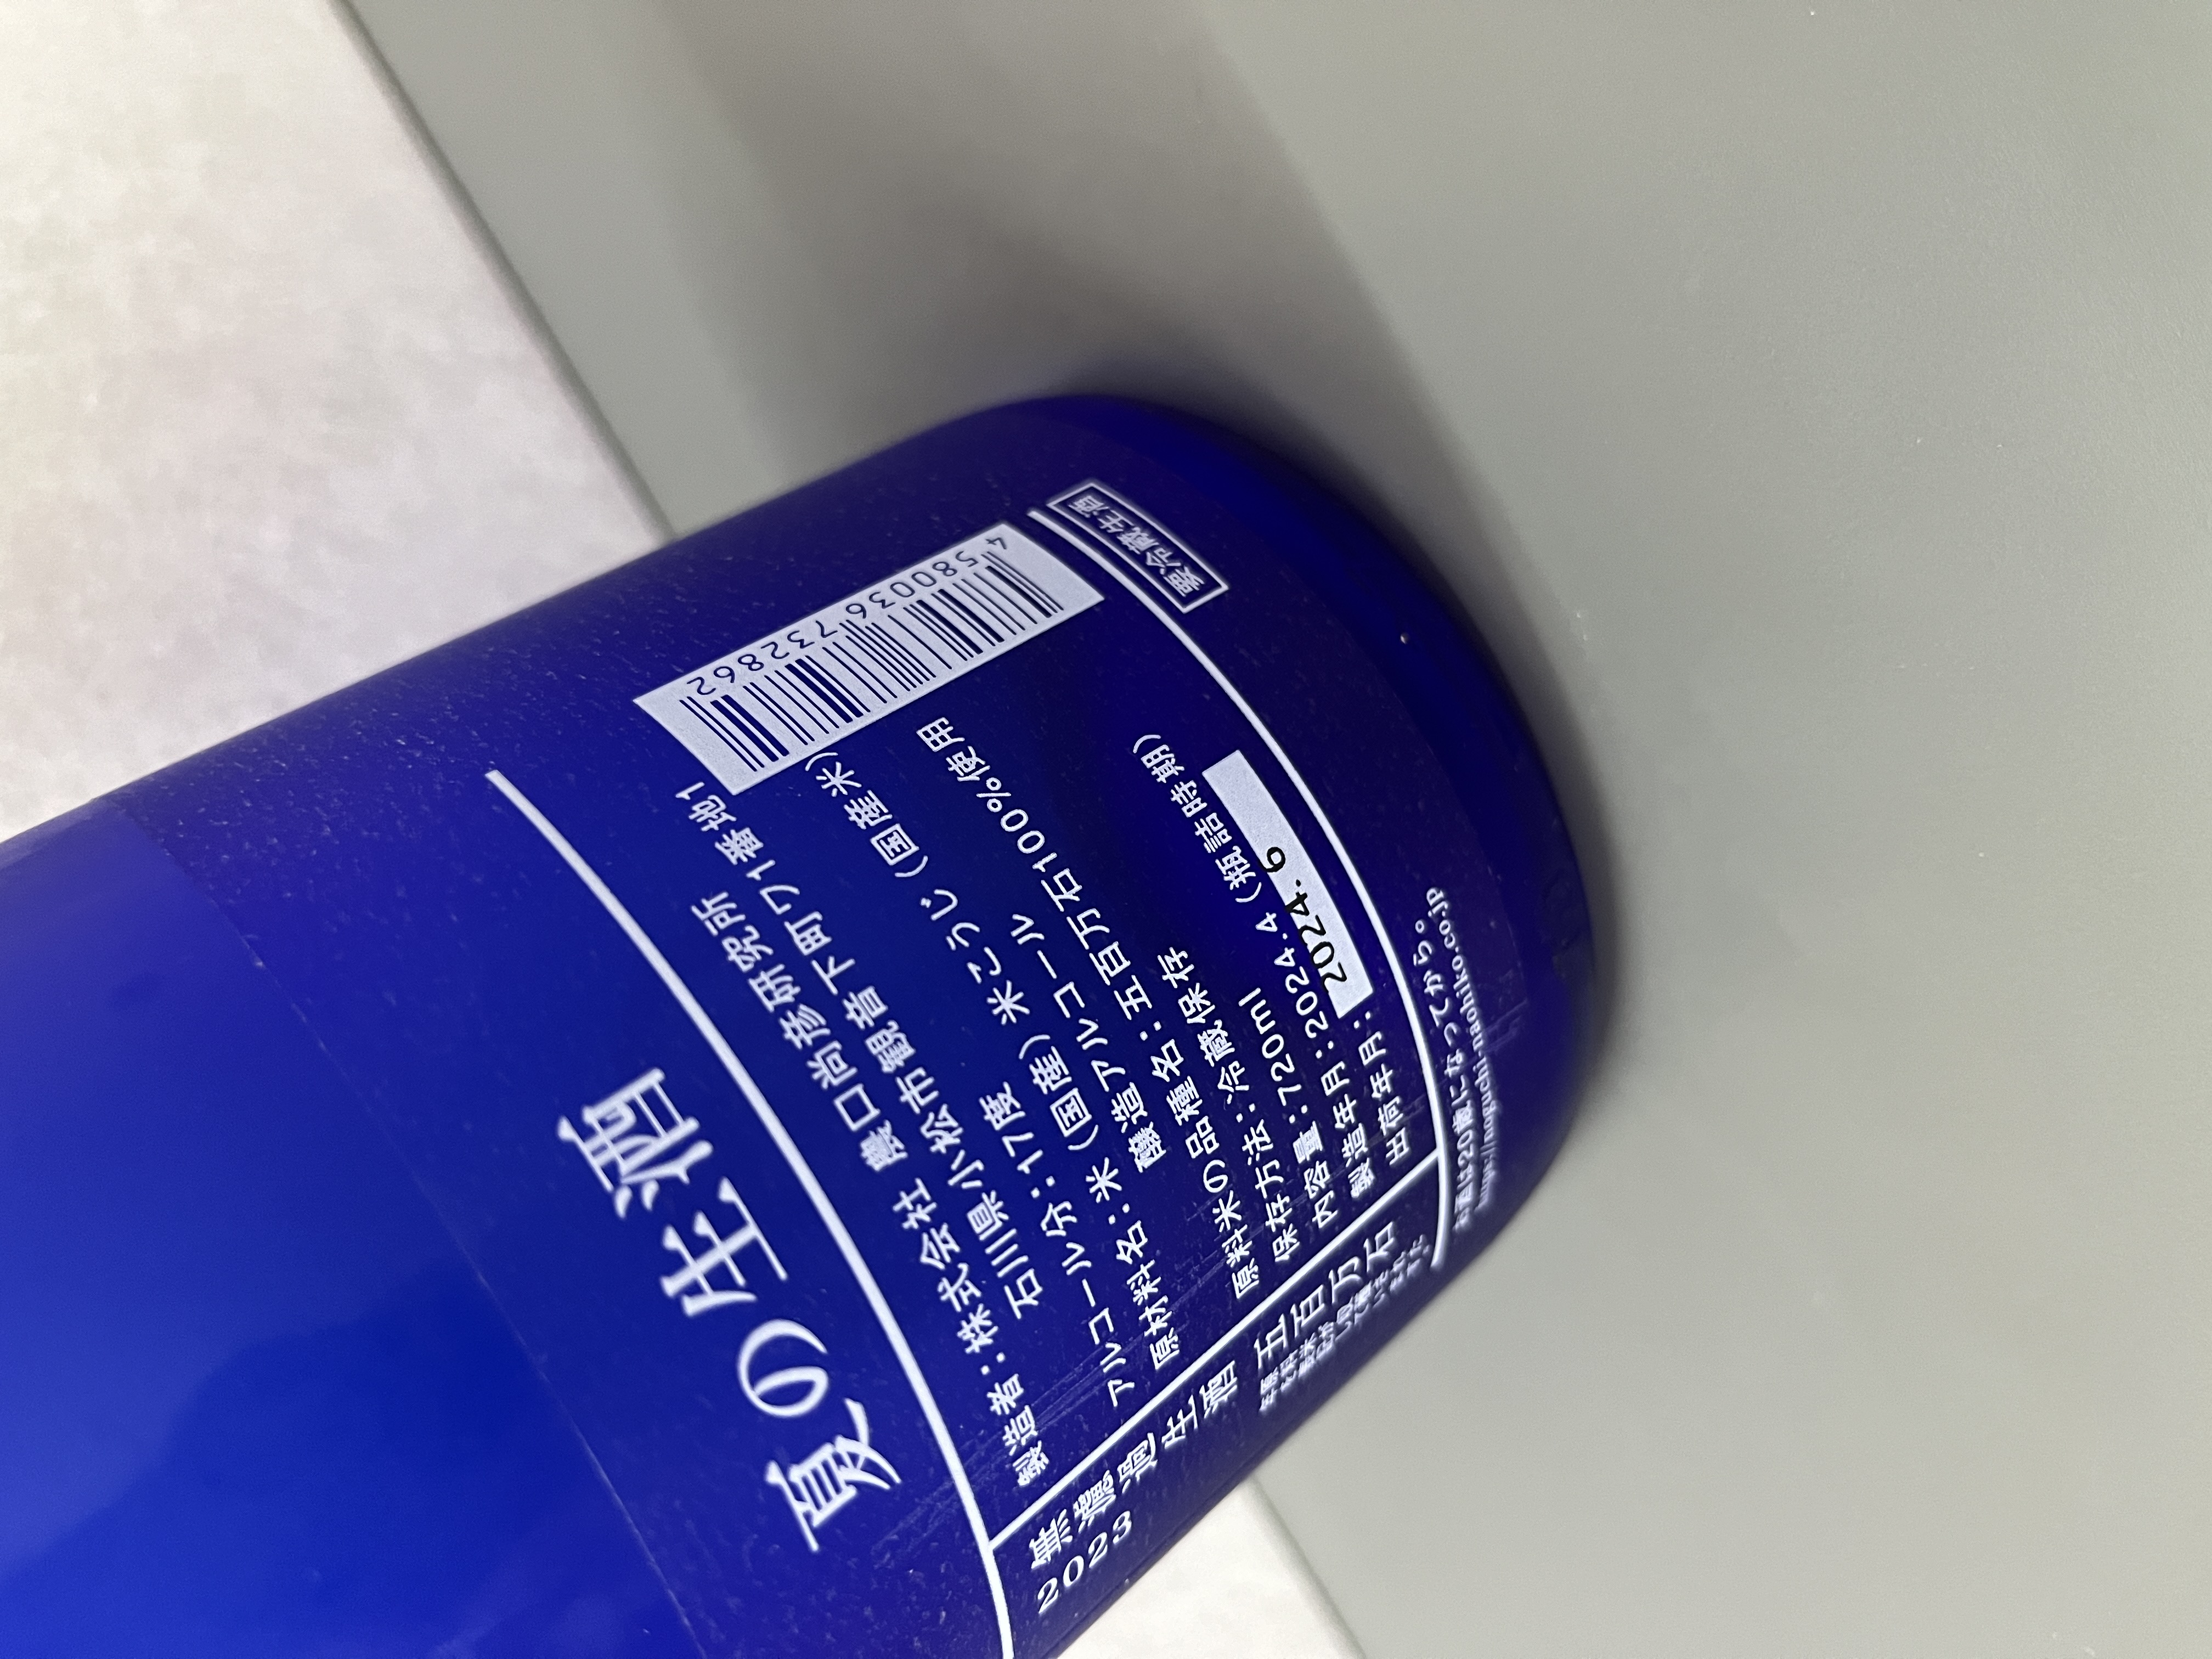 夏の生酒
製造者：株式会社 農口尚彦研究所
石川県小松市観音下町ワ1番地1
アルコール分：17度
原材料名：米（国産）米こうじ（国産米）
醸造アルコール
原料米の品種名：五百万石100%使用
保存方法：冷蔵保存
内容量：720ml
製造年月：2024.4（瓶詰時期）
出荷年月：2024.6
4580036732862
無濾過生酒 五百万石
2023
要冷蔵生酒
お酒は20歳になってから。
https://noguchi-naohiko.co.jp